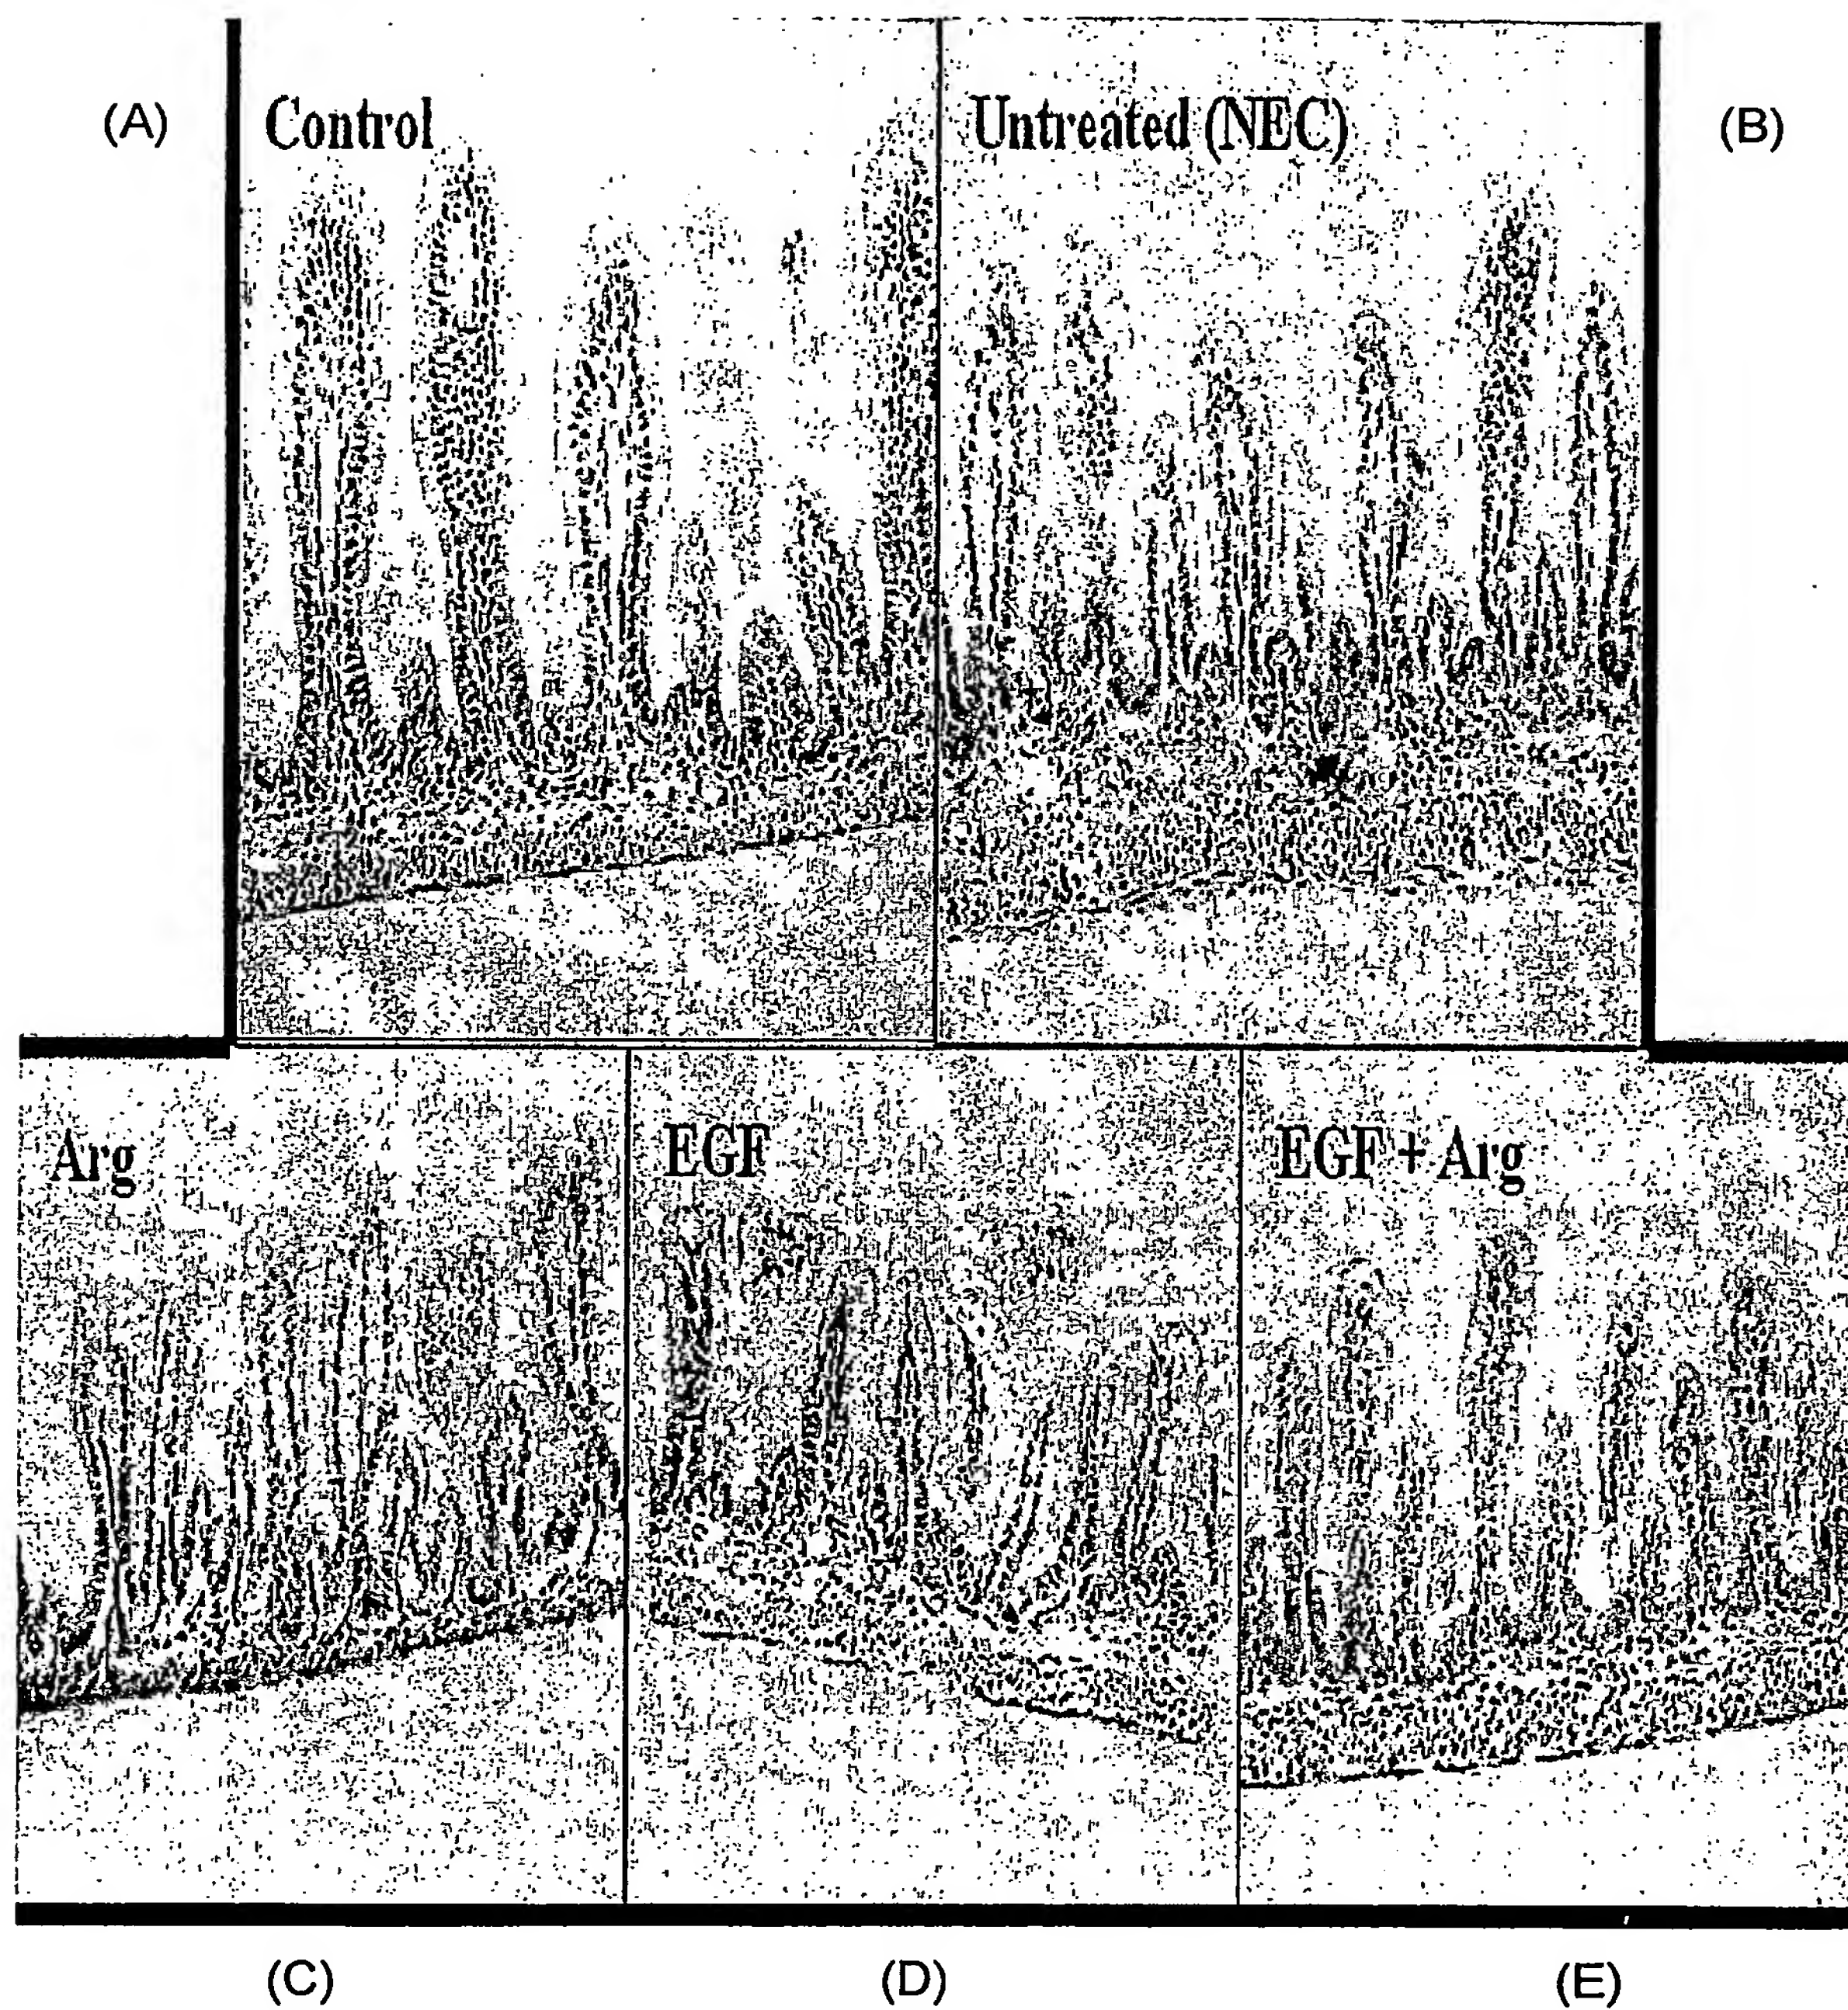 (A)
Control
Untreated (NEC)
(B)
Arg
EGF
EGF + Arg
(C)
(D)
(E)